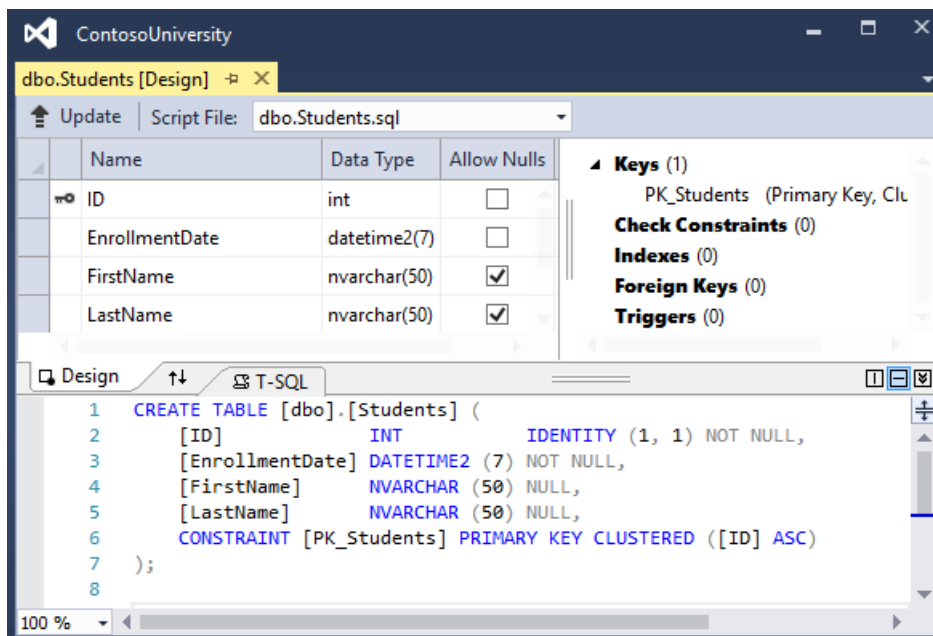 ContosoUniversity
dbo.Students [Design]
Update Script File: dbo.Students.sql
Name Data Type Allow Nulls
ID int
EnrollmentDate datetime2(7)
FirstName nvarchar(50)
LastName nvarchar(50)
Keys (1)
PK_Students (Primary Key, Clu
Check Constraints (0)
Indexes (0)
Foreign Keys (0)
Triggers (0)
Design T-SQL
1 CREATE TABLE [dbo].[Students] (
2 [ID] INT IDENTITY (1, 1) NOT NULL,
3 [EnrollmentDate] DATETIME2 (7) NOT NULL,
4 [FirstName] NVARCHAR (50) NULL,
5 [LastName] NVARCHAR (50) NULL,
6 CONSTRAINT [PK_Students] PRIMARY KEY CLUSTERED ([ID] ASC)
7 );
8
100 %